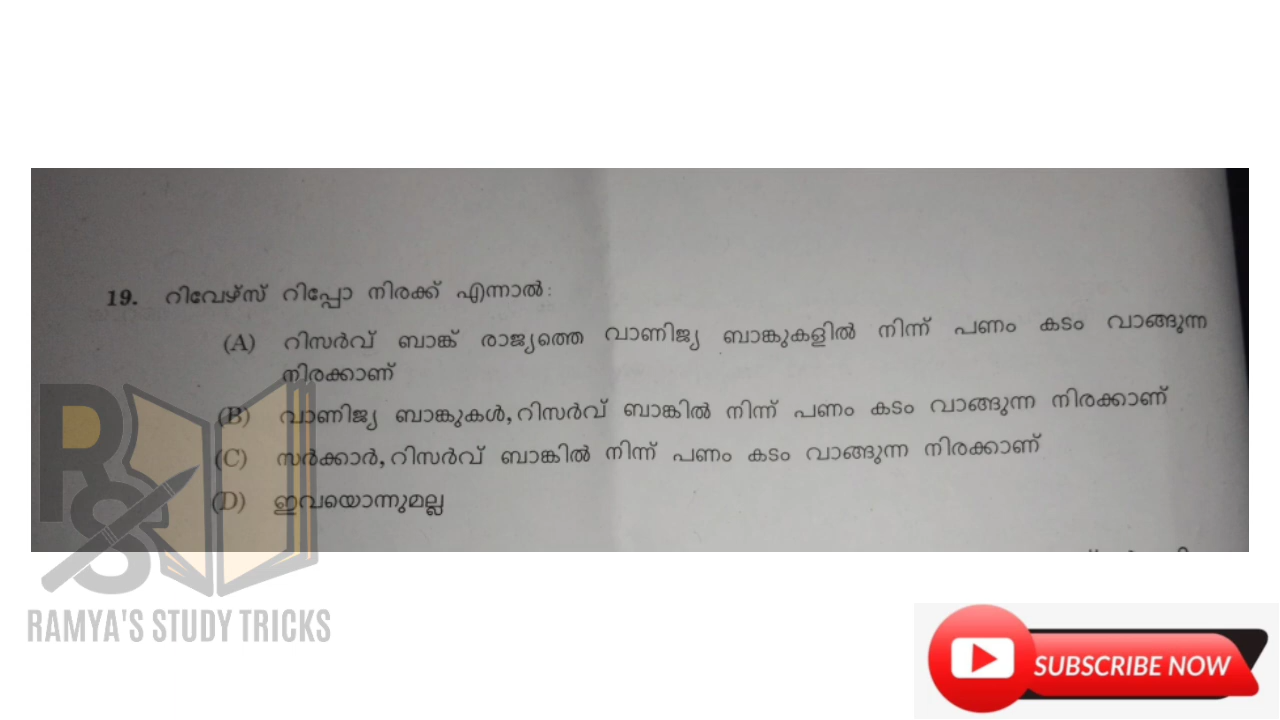 19. റിവേഴ്സ് റിപ്പോ നിരക്ക് എന്നാൽ:
(A) റിസർവ് ബാങ്ക് രാജ്യത്തെ വാണിജ്യ ബാങ്കുകളിൽ നിന്ന് പണം കടം വാങ്ങുന്ന
നിരക്കാണ്
(B) വാണിജ്യ ബാങ്കുകൾ, റിസർവ് ബാങ്കിൽ നിന്ന് പണം കടം വാങ്ങുന്ന നിരക്കാണ്
(C) സർക്കാർ, റിസർവ് ബാങ്കിൽ നിന്ന് പണം കടം വാങ്ങുന്ന നിരക്കാണ്
(D) ഇവയൊന്നുമല്ല
RS
RAMYA'S STUDY TRICKS
SUBSCRIBE NOW